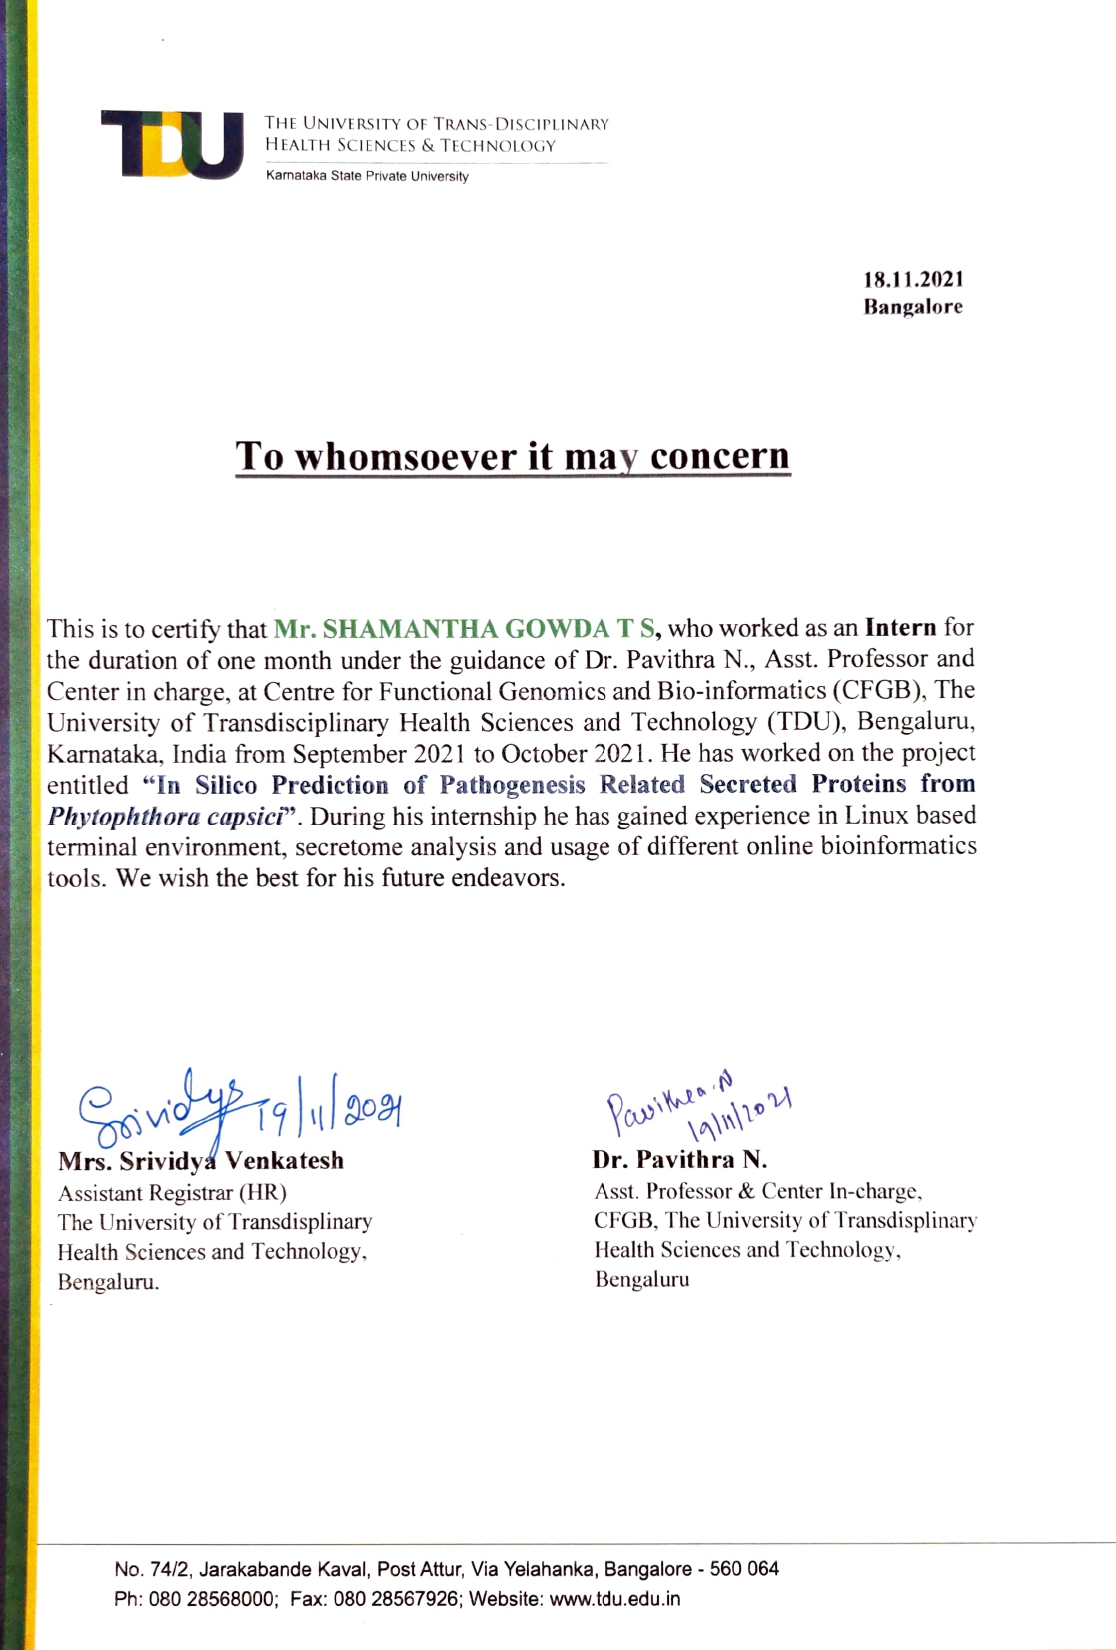 TDU
THE UNIVERSITY OF TRANS-DISCIPLINARY
HEALTH SCIENCES & TECHNOLOGY
Karnataka State Private University
18.11.2021
Bangalore
To whomsoever it may concern
This is to certify that Mr. SHAMANTHA GOWDA T S, who worked as an Intern for
the duration of one month under the guidance of Dr. Pavithra N., Asst. Professor and
Center in charge, at Centre for Functional Genomics and Bio-informatics (CFGB), The
University of Transdisciplinary Health Sciences and Technology (TDU), Bengaluru,
Karnataka, India from September 2021 to October 2021. He has worked on the project
entitled “In Silico Prediction of Pathogenesis Related Secreted Proteins from
Phytophthora capsici”. During his internship he has gained experience in Linux based
terminal environment, secretome analysis and usage of different online bioinformatics
tools. We wish the best for his future endeavors.
Srividya 19/11/2021
Mrs. Srividya Venkatesh
Assistant Registrar (HR)
The University of Transdisplinary
Health Sciences and Technology,
Bengaluru.
Pavithra.N
19/11/2021
Dr. Pavithra N.
Asst. Professor & Center In-charge,
CFGB, The University of Transdisplinary
Health Sciences and Technology,
Bengaluru
No. 74/2, Jarakabande Kaval, Post Attur, Via Yelahanka, Bangalore - 560 064
Ph: 080 28568000; Fax: 080 28567926; Website: www.tdu.edu.in